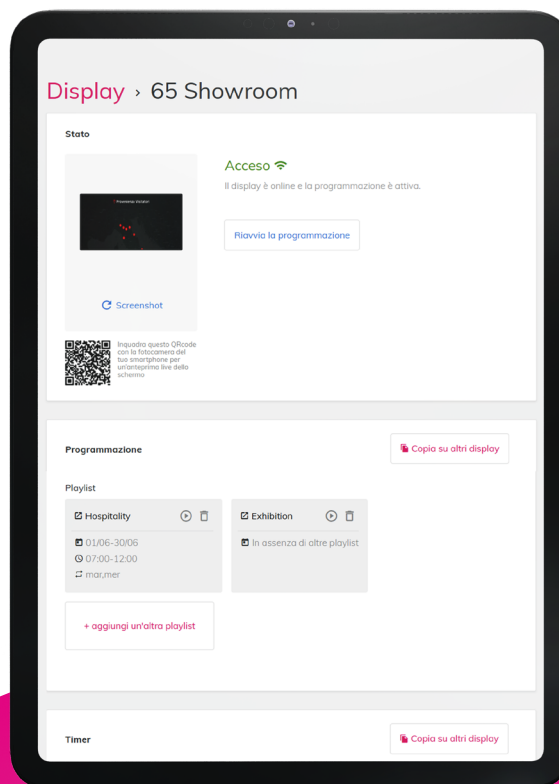 Display › 65 Showroom
Stato
Acceso
Il display è online e la programmazione è attiva.
Riavvia la programmazione
Screenshot
Inquadra questo QRcode
con la fotocamera del
tuo smartphone per
un'anteprima live dello
schermo
Programmazione
Copia su altri display
Playlist
Hospitality
01/06-30/06
07:00-12:00
mar,mer
Exhibition
In assenza di altre playlist
+ aggiungi un'altra playlist
Timer
Copia su altri display